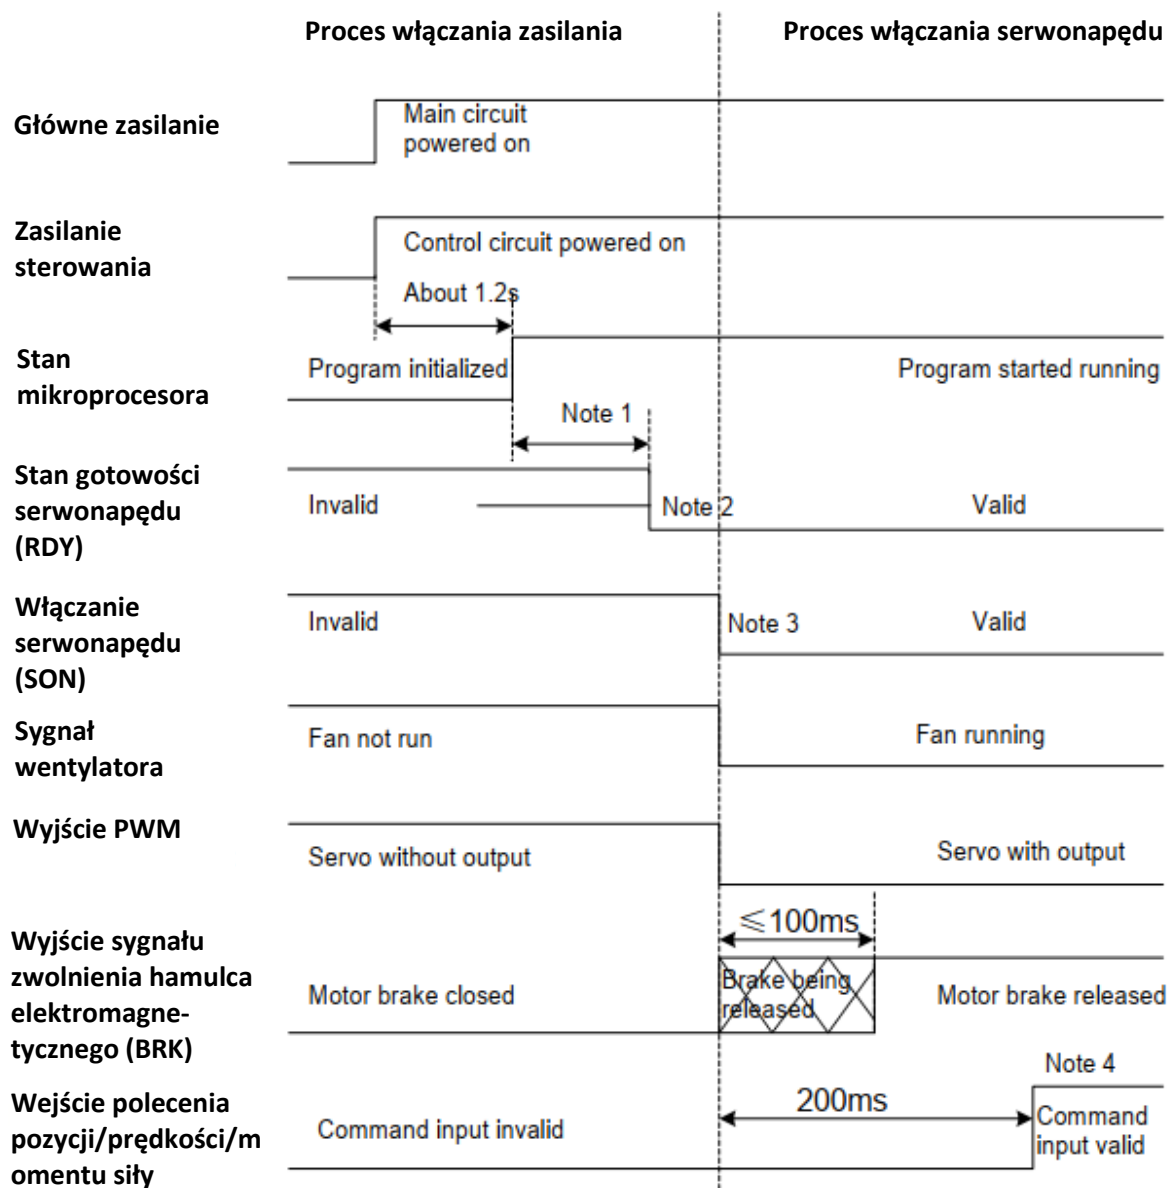 Proces włączania zasilania
Proces włączania serwonapędu
Główne zasilanie
Main circuit
powered on
Zasilanie
sterowania
Control circuit powered on
About 1.2s
Stan
mikroprocesora
Program initialized
Program started running
Note 1
Stan gotowości
serwonapędu
(RDY)
Invalid
Note 2
Valid
Włączanie
serwonapędu
(SON)
Invalid
Note 3
Valid
Sygnał
wentylatora
Fan not run
Fan running
Wyjście PWM
Servo without output
Servo with output
≤100ms
Wyjście sygnału
zwolnienia hamulca
elektromagne-
tycznego (BRK)
Motor brake closed
Brake being
released
Motor brake released
Note 4
Wejście polecenia
pozycji/prędkości/m
omentu siły
Command input invalid
200ms
Command
input valid